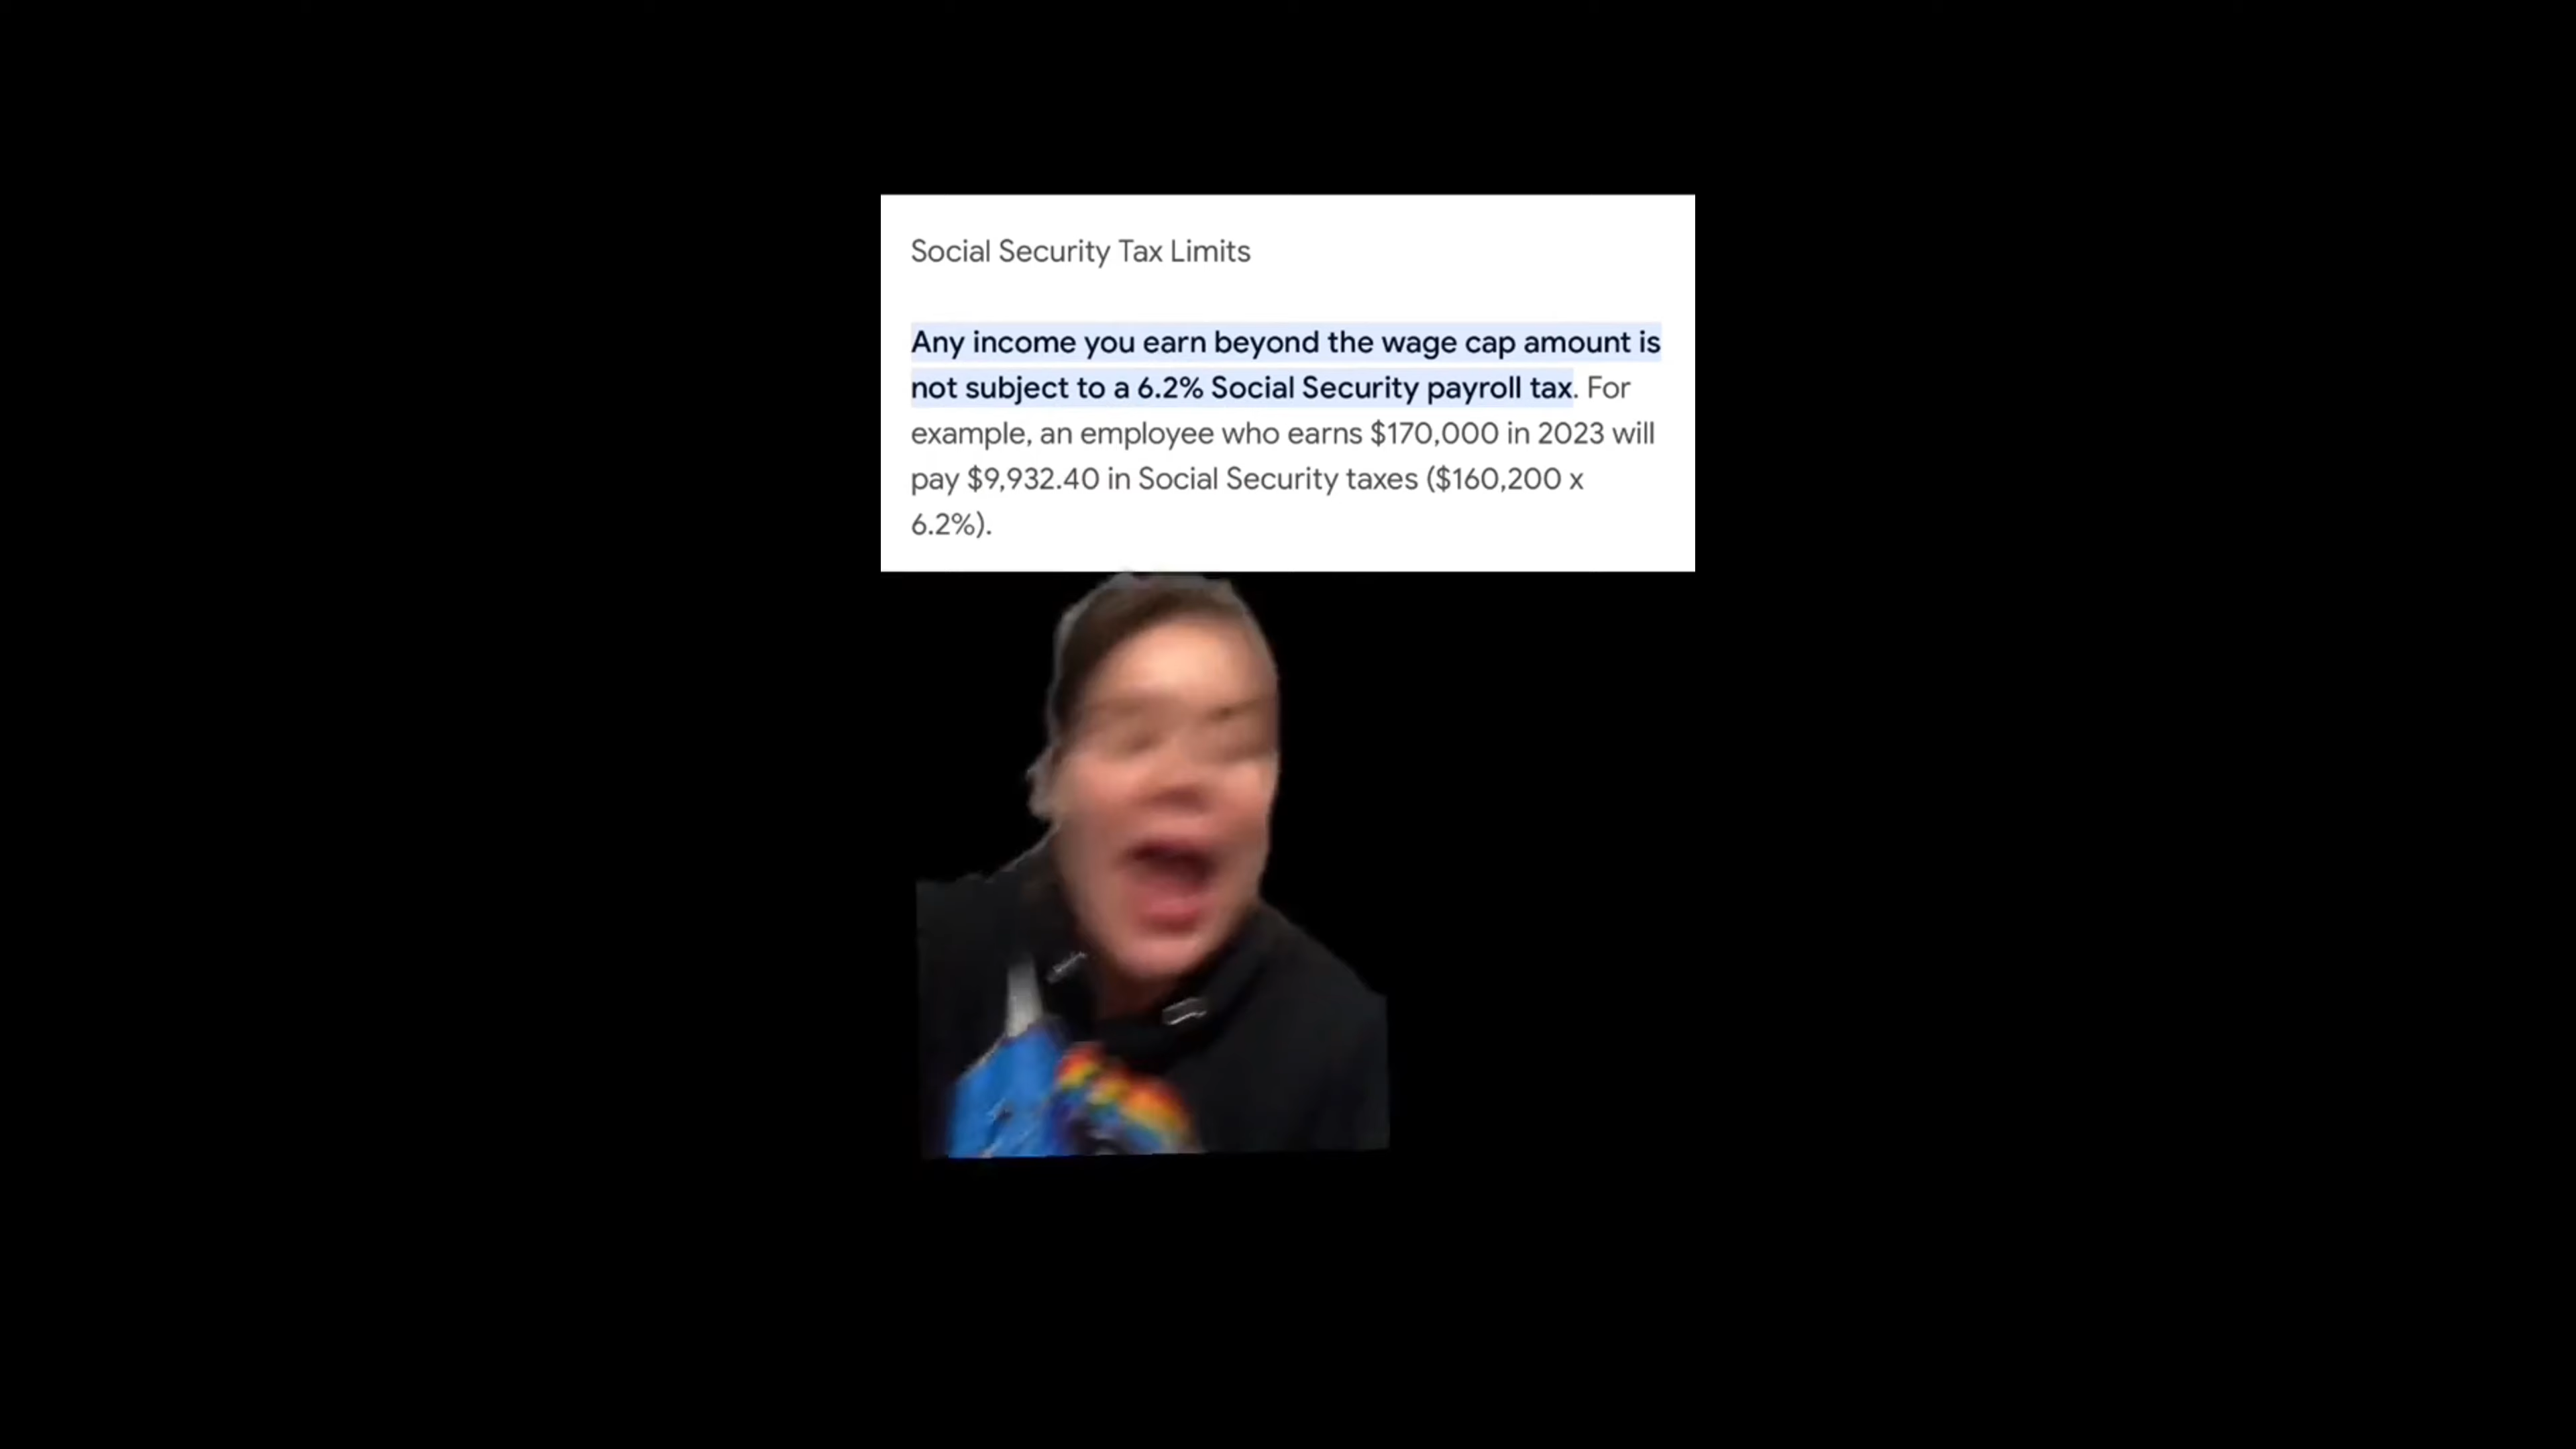 Social Security Tax Limits
Any income you earn beyond the wage cap amount is
not subject to a 6.2% Social Security payroll tax. For
example, an employee who earns $170,000 in 2023 will
pay $9,932.40 in Social Security taxes ($160,200 x
6.2%).